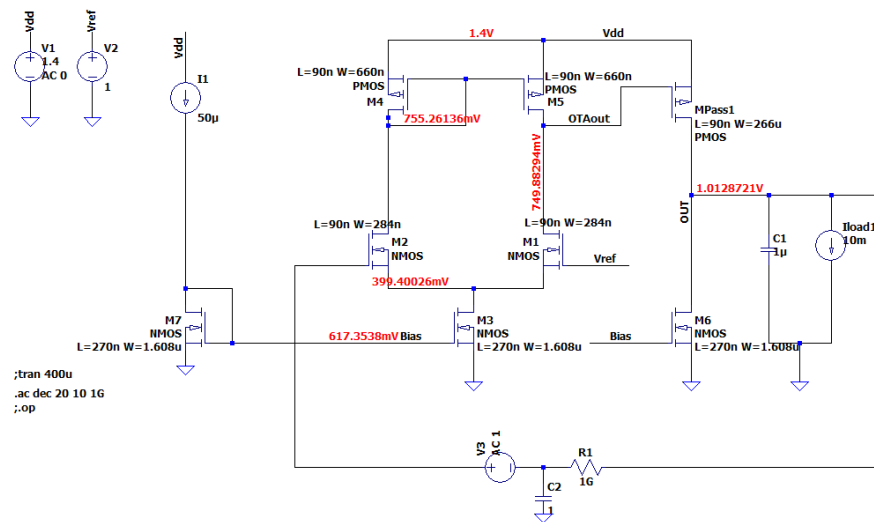 Vdd
V1
1.4
AC 0
Vref
V2
1
Vdd
I1
50µ
1.4V
Vdd
L=90n W=660n
PMOS
M4
L=90n W=660n
PMOS
M5
MPass1
L=90n W=266u
PMOS
755.26136mV
OTAout
749.88294mV
1.0128721V
OUT
C1
1µ
Iload1
10m
L=90n W=284n
M2
NMOS
L=90n W=284n
M1
NMOS
Vref
399.40026mV
M7
NMOS
L=270n W=1.608u
617.3538mV
Bias
M3
NMOS
L=270n W=1.608u
Bias
M6
NMOS
L=270n W=1.608u
;tran 400u
.ac dec 20 10 1G
;.op
V3
AC 1
R1
1G
C2
1